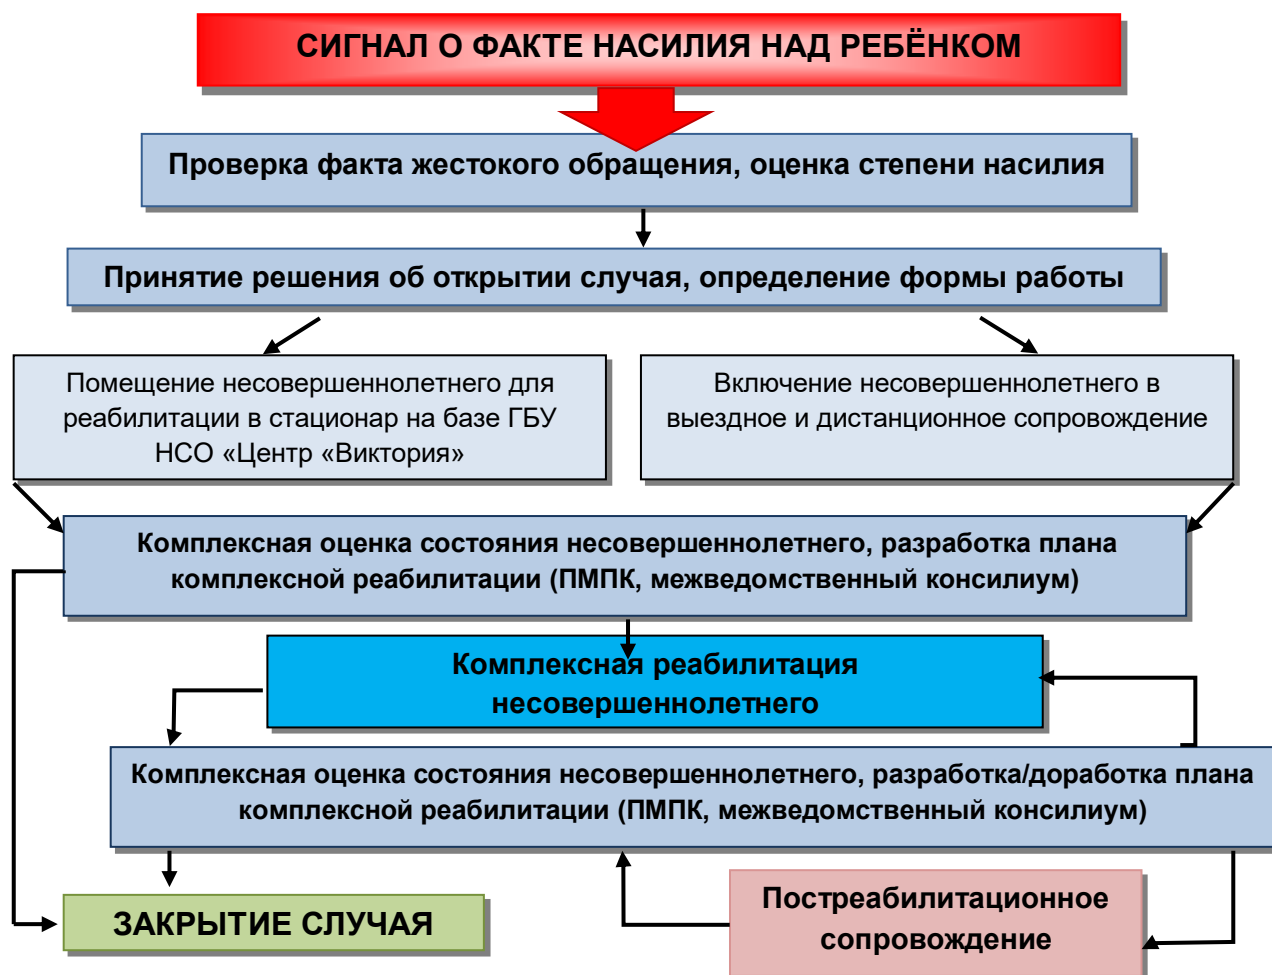 СИГНАЛ О ФАКТЕ НАСИЛИЯ НАД РЕБЁНКОМ
Проверка факта жестокого обращения, оценка степени насилия
Принятие решения об открытии случая, определение формы работы
Помещение несовершеннолетнего для
реабилитации в стационар на базе ГБУ
НСО «Центр «Виктория»
Включение несовершеннолетнего в
выездное и дистанционное сопровождение
Комплексная оценка состояния несовершеннолетнего, разработка плана
комплексной реабилитации (ПМПК, межведомственный консилиум)
Комплексная реабилитация
несовершеннолетнего
Комплексная оценка состояния несовершеннолетнего, разработка/доработка плана
комплексной реабилитации (ПМПК, межведомственный консилиум)
ЗАКРЫТИЕ СЛУЧАЯ
Постреабилитационное
сопровождение